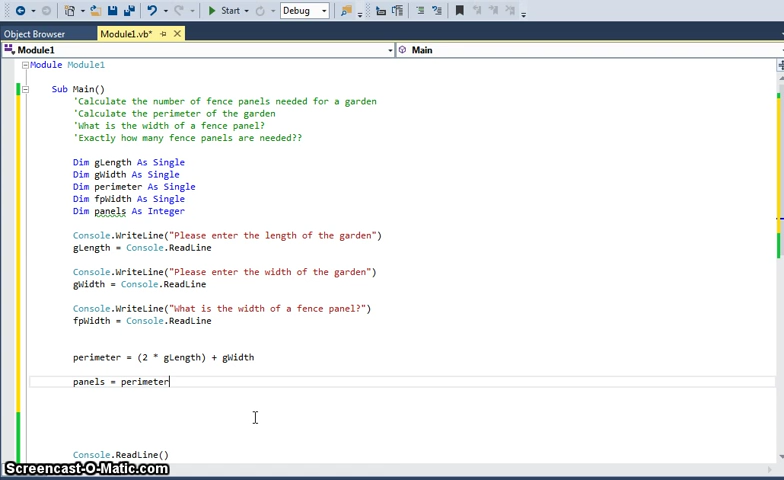 Start Debug
Object Browser Module1.vb*
Module1 Main
Module Module1
Sub Main()
'Calculate the number of fence panels needed for a garden
'Calculate the perimeter of the garden
'What is the width of a fence panel?
'Exactly how many fence panels are needed??
Dim gLength As Single
Dim gWidth As Single
Dim perimeter As Single
Dim fpWidth As Single
Dim panels As Integer
Console.WriteLine("Please enter the length of the garden")
gLength = Console.ReadLine
Console.WriteLine("Please enter the width of the garden")
gWidth = Console.ReadLine
Console.WriteLine("What is the width of a fence panel?")
fpWidth = Console.ReadLine
perimeter = (2 * gLength) + gWidth
panels = perimeter
Console.ReadLine()
Screencast-O-Matic.com